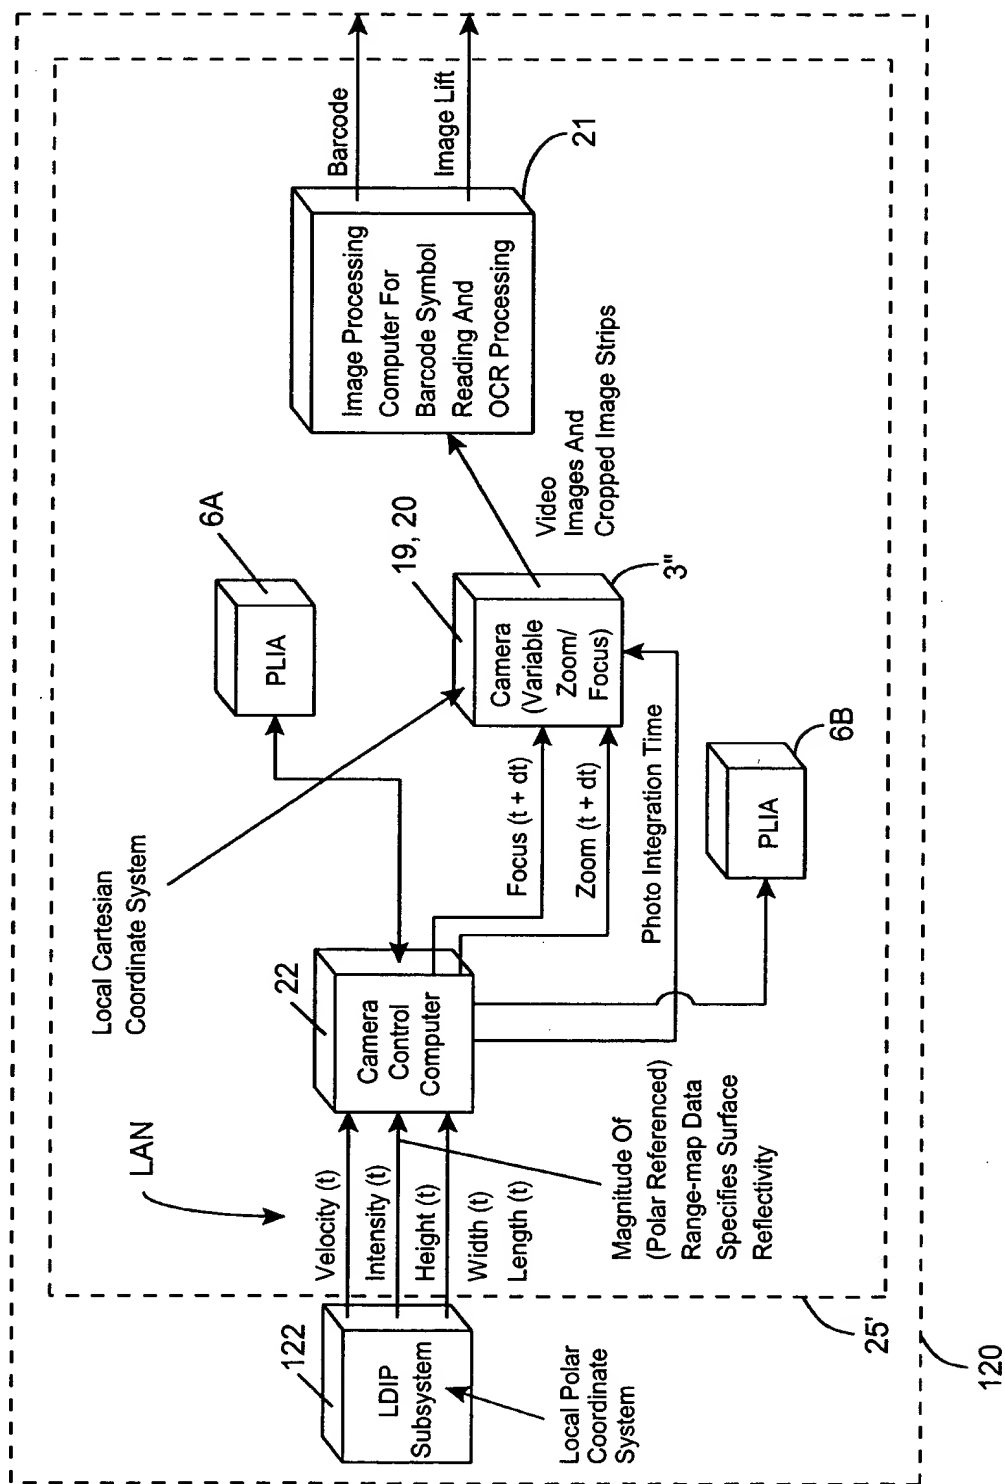 122
LDIP
Subsystem
Local Polar
Coordinate
System
LAN
Velocity (t)
Intensity (t)
Height (t)
Width (t)
Length (t)
Magnitude Of
(Polar Referenced)
Range-map Data
Specifies Surface
Reflectivity
Local Cartesian
Coordinate System
22
Camera
Control
Computer
Focus (t + dt)
Zoom (t + dt)
Photo Integration Time
6A
PLIA
19, 20
Camera
(Variable
Zoom/
Focus)
3"
6B
PLIA
Video
Images And
Cropped Image Strips
Image Processing
Computer For
Barcode Symbol
Reading And
OCR Processing
21
Barcode
Image Lift
25'
120